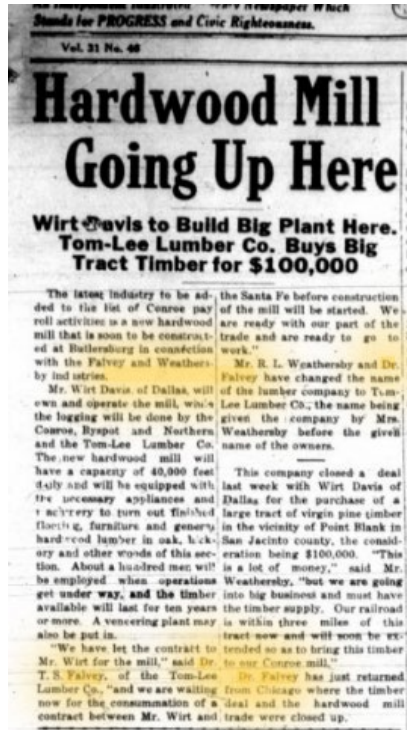 Newspaper Which
Stands for PROGRESS and Civic Righteousness.
Vol. 31 No. 46
Hardwood Mill
Going Up Here
Wirt Davis to Build Big Plant Here.
Tom-Lee Lumber Co. Buys Big
Tract Timber for $100,000
The latest industry to be ad-
ded to the list of Conroe pay
roll activities is a new hardwood
mill that is soon to be construct-
ed at Butlersburg in connection
with the Falvey and Weathers-
by industries.
Mr. Wirt Davis, of Dallas, will
own and operate the mill, while
the logging will be done by the
Conroe, Byspot and Northern
and the Tom-Lee Lumber Co.
The new hardwood mill will
have a capacity of 40,000 feet
daily and will be equipped with
the necessary appliances and
machinery to turn out finished
flooring, furniture and general
hardwood lumber in oak, hick-
ory and other woods of this sec-
tion. About a hundred men will
be employed when operations
get under way, and the timber
available will last for ten years
or more. A veneering plant may
also be put in.
"We have let the contract to
Mr. Wirt for the mill," said Dr.
T. S. Falvey, of the Tom-Lee
Lumber Co., "and we are waiting
now for the consummation of a
contract between Mr. Wirt and
the Santa Fe before construction
of the mill will be started. We
are ready with our part of the
trade and are ready to go to
work."
Mr. R. L. Weathersby and Dr.
Falvey have changed the name
of the lumber company to Tom-
Lee Lumber Co., the name being
given the company by Mrs.
Weathersby before the given
name of the owners.
This company closed a deal
last week with Wirt Davis of
Dallas for the purchase of a
large tract of virgin pine timber
in the vicinity of Point Blank in
San Jacinto county, the consid-
eration being $100,000. "This
is a lot of money," said Mr.
Weathersby, "but we are going
into big business and must have
the timber supply. Our railroad
is within three miles of this
tract now and will soon be ex-
tended so as to bring this timber
to our Conroe mill."
Dr. Falvey has just returned
from Chicago where the timber
deal and the hardwood mill
trade were closed up.